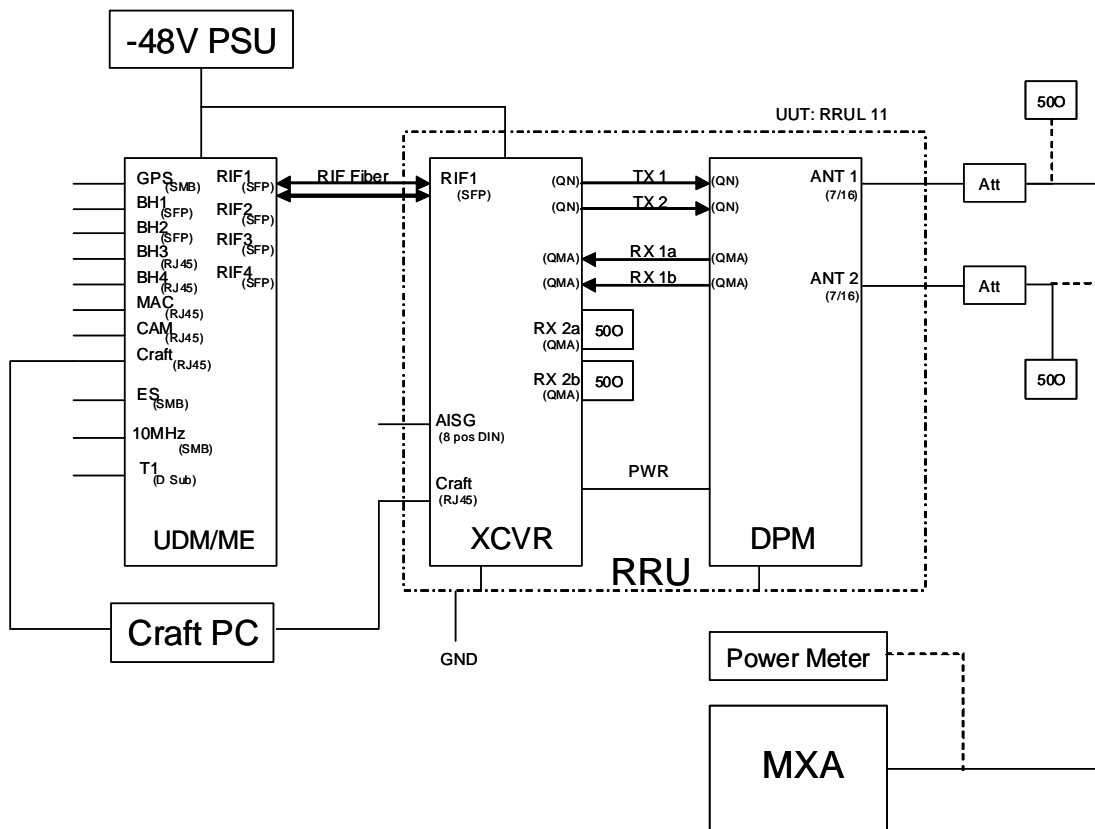 -48V PSU
UUT: RRUL 11
50O
GPS
(SMB)
BH1
(SFP)
BH2
(SFP)
BH3
(RJ45)
BH4
(RJ45)
MAC
(RJ45)
CAM
(RJ45)
Craft
(RJ45)
ES
(SMB)
10MHz
(SMB)
T1
(D Sub)
RIF1
(SFP)
RIF2
(SFP)
RIF3
(SFP)
RIF4
(SFP)
UDM/ME
RIF Fiber
RIF1
(SFP)
(QN)
TX 1
(QN)
(QN)
TX 2
(QN)
(QMA)
RX 1a
(QMA)
(QMA)
RX 1b
(QMA)
RX 2a
(QMA)
50O
RX 2b
(QMA)
50O
AISG
(8 pos DIN)
Craft
(RJ45)
XCVR
PWR
ANT 1
(7/16)
ANT 2
(7/16)
DPM
RRU
Att
Att
50O
Craft PC
GND
Power Meter
MXA